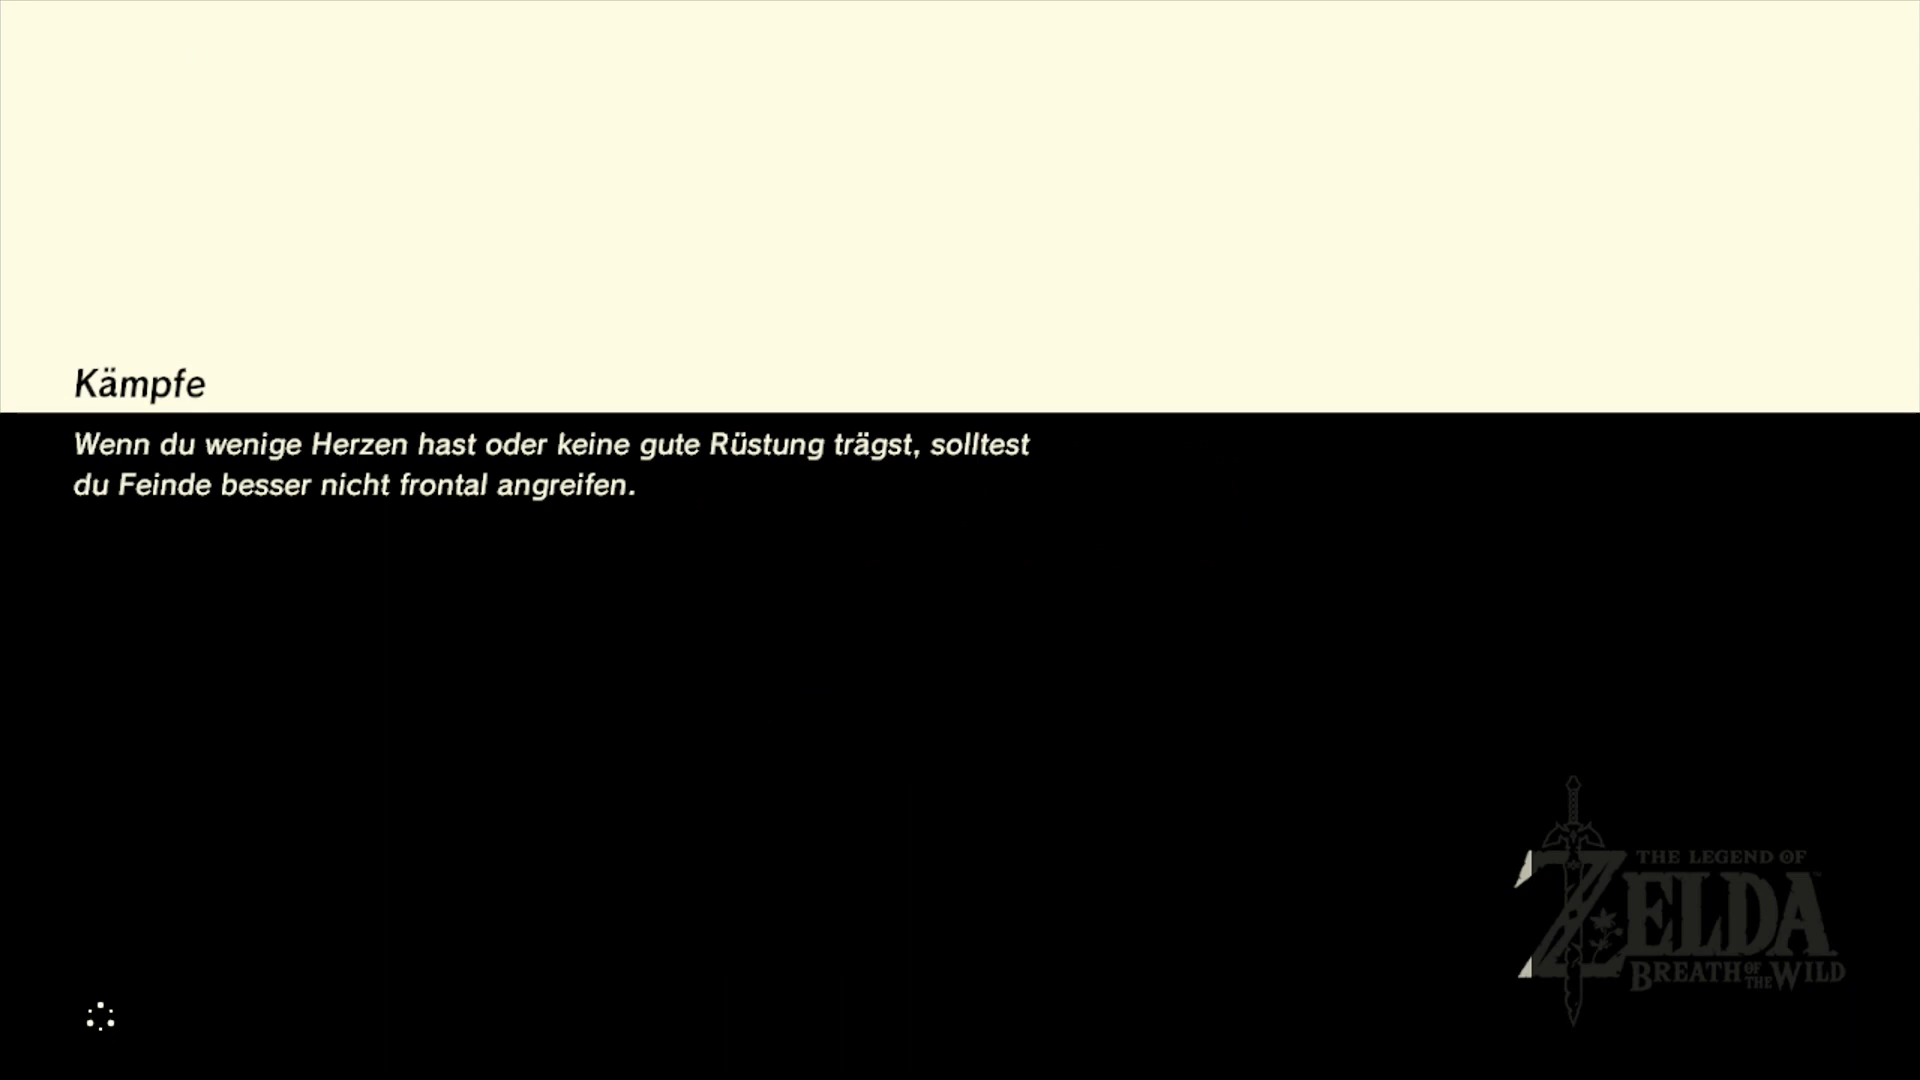 Kämpfe
Wenn du wenige Herzen hast oder keine gute Rüstung trägst, solltest
du Feinde besser nicht frontal angreifen.
THE LEGEND OF
ZELDA
BREATH OF THE WILD